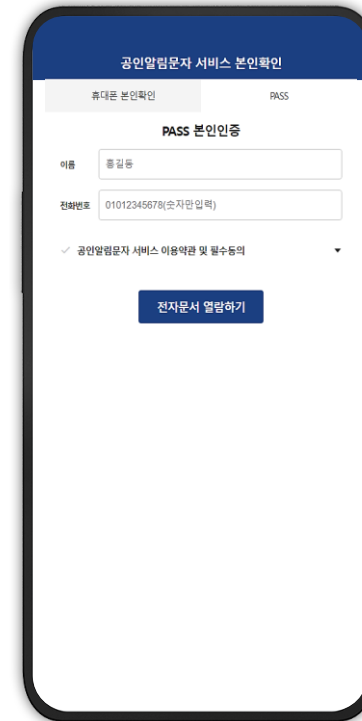 공인알림문자 서비스 본인확인
휴대폰 본인확인 PASS
PASS 본인인증
이름 홍길동
전화번호 01012345678(숫자만입력)
공인알림문자 서비스 이용약관 및 필수동의
전자문서 열람하기